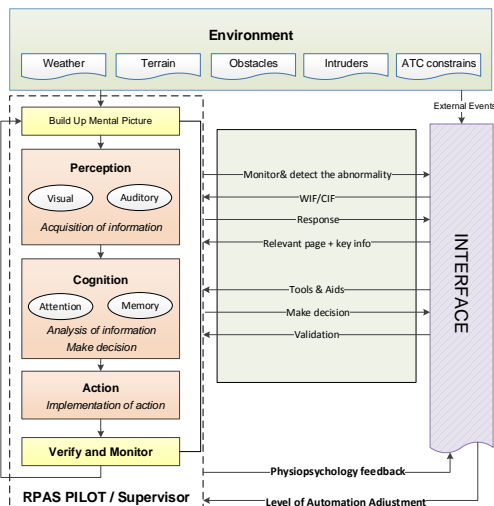 Environment
Weather
Terrain
Obstacles
Intruders
ATC constrains
External Events
Build Up Mental Picture
Perception
Visual
Auditory
Acquisition of information
Cognition
Attention
Memory
Analysis of information
Make decision
Action
Implementation of action
Verify and Monitor
RPAS PILOT / Supervisor
Monitor& detect the abnormality
WIF/CIF
Response
Relevant page + key info
Tools & Aids
Make decision
Validation
Physiopsychology feedback
Level of Automation Adjustment
INTERFACE